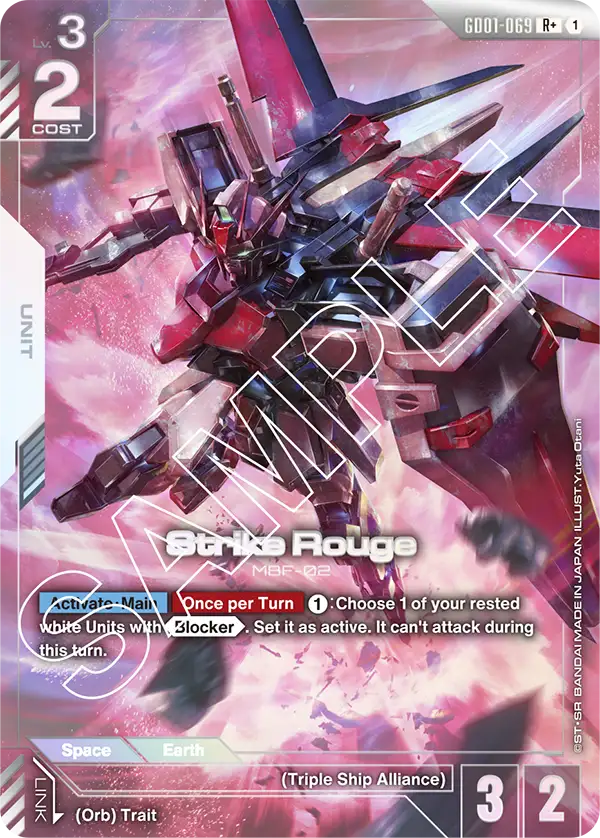 Lv. 3
2
COST
GD01-069 R+ 1
UNIT
SAMPLE
Strike Rouge
MBF-02
Activate･Main Once per Turn 1:Choose 1 of your rested
white Units with Blocker. Set it as active. It can't attack during
this turn.
Space Earth
(Triple Ship Alliance)
LINK
(Orb) Trait
3 2
©ST･SR BANDAI MADE IN JAPAN ILLUST.Yuta Otani